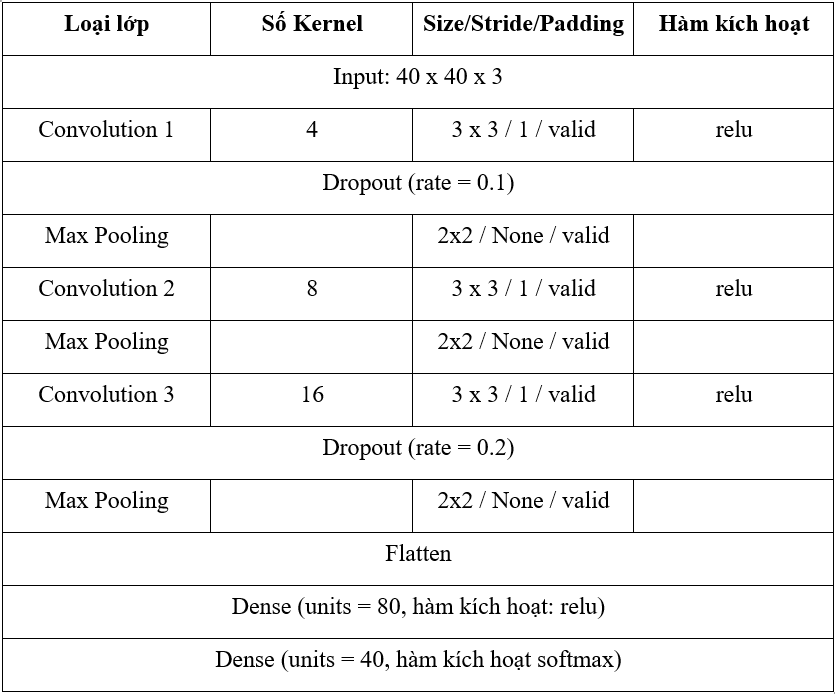 Loại lớp Số Kernel Size/Stride/Padding Hàm kích hoạt
Input: 40 x 40 x 3
Convolution 1 4 3 x 3 / 1 / valid relu
Dropout (rate = 0.1)
Max Pooling 2x2 / None / valid
Convolution 2 8 3 x 3 / 1 / valid relu
Max Pooling 2x2 / None / valid
Convolution 3 16 3 x 3 / 1 / valid relu
Dropout (rate = 0.2)
Max Pooling 2x2 / None / valid
Flatten
Dense (units = 80, hàm kích hoạt: relu)
Dense (units = 40, hàm kích hoạt softmax)